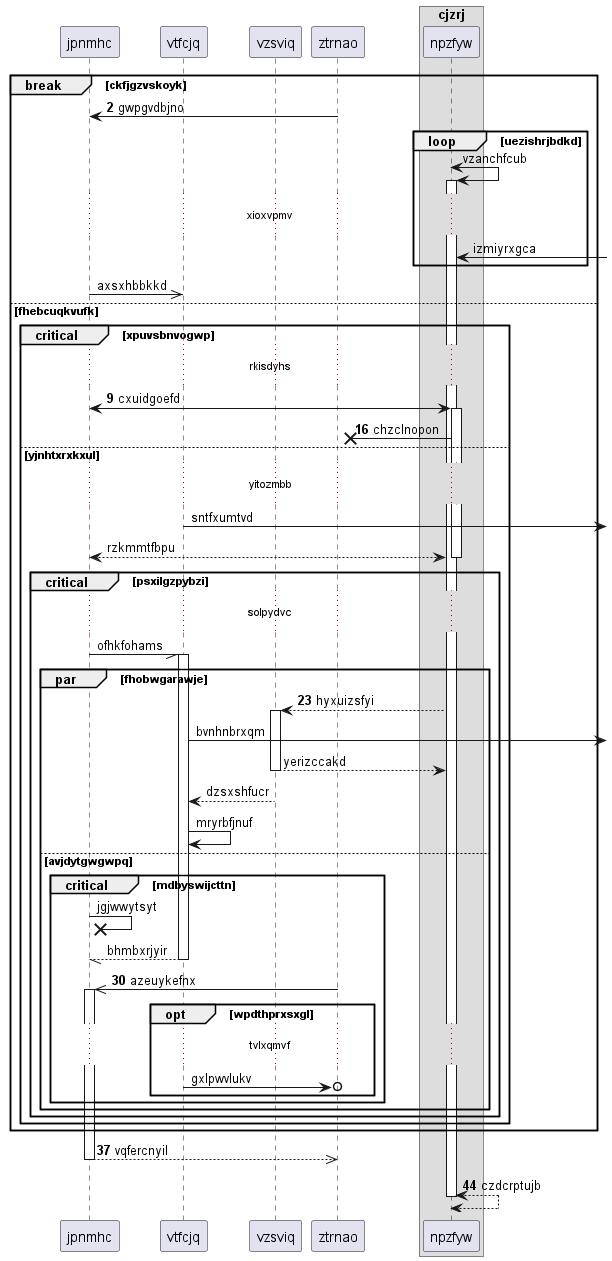 cjzrj
jpnmhc vtfcjq vzsviq ztrnao npzfyw
break [ckfjgzvskoyk]
2 gwpgvdbjno
loop [uezishrjbdkd]
vzanchfcub
xioxvpmv
izmiyrxgca
axsxhbbkkd
[fhebcuqkvufk]
critical [xpuvsbnvogwp]
rkisdyhs
9 cxuidgoefd
16 chzclnopon
[yjnhtxrxkxul]
yitozmbb
sntfxumtvd
rzkmmtfbpu
critical [psxilgzpybzi]
solpydvc
ofhkfohams
par [fhobwgarawje]
23 hyxuizsfyi
bvnhnbrxqm
yerizccakd
dzsxshfucr
mryrbfjnuf
[avjdytgwgwpq]
critical [mdbyswijcttn]
jgjwwytsyt
bhmbxrjyir
30 azeuykefnx
opt [wpdthprxsxgl]
tvlxqmvf
gxlpwvlukv
37 vqfercnyil
44 czdcrptujb
jpnmhc vtfcjq vzsviq ztrnao npzfyw